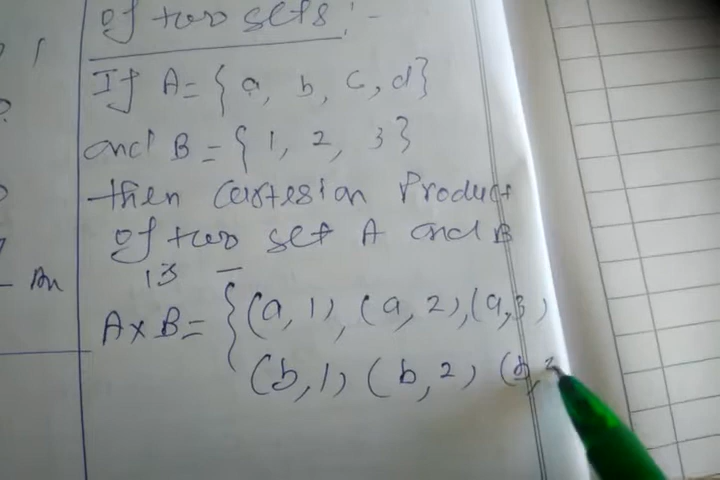 of two sets:-
If A = {a, b, c, d}
and B = {1, 2, 3}
then Cartesian Product
of two set A and B
is -
A×B = {(a, 1), (a, 2), (a, 3)
(b, 1) (b, 2) (b,